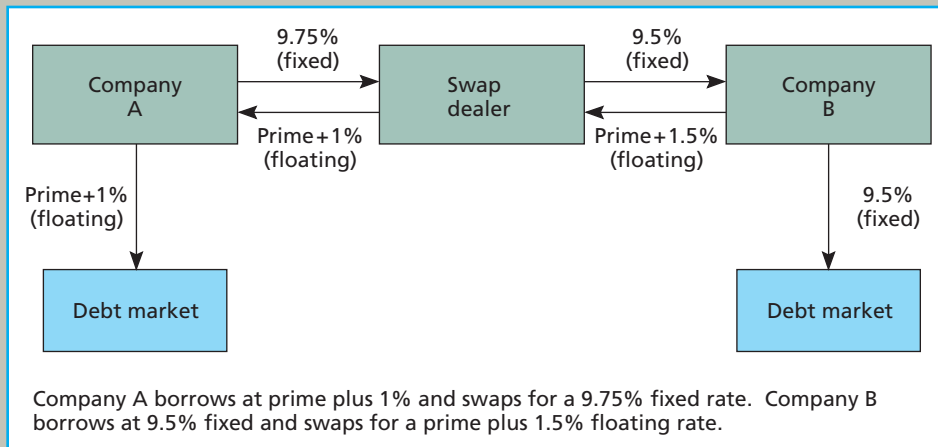 9.75%
(fixed)
9.5%
(fixed)
Company
A
Swap
dealer
Company
B
Prime+1%
(floating)
Prime+1.5%
(floating)
Prime+1%
(floating)
9.5%
(fixed)
Debt market
Debt market
Company A borrows at prime plus 1% and swaps for a 9.75% fixed rate. Company B
borrows at 9.5% fixed and swaps for a prime plus 1.5% floating rate.